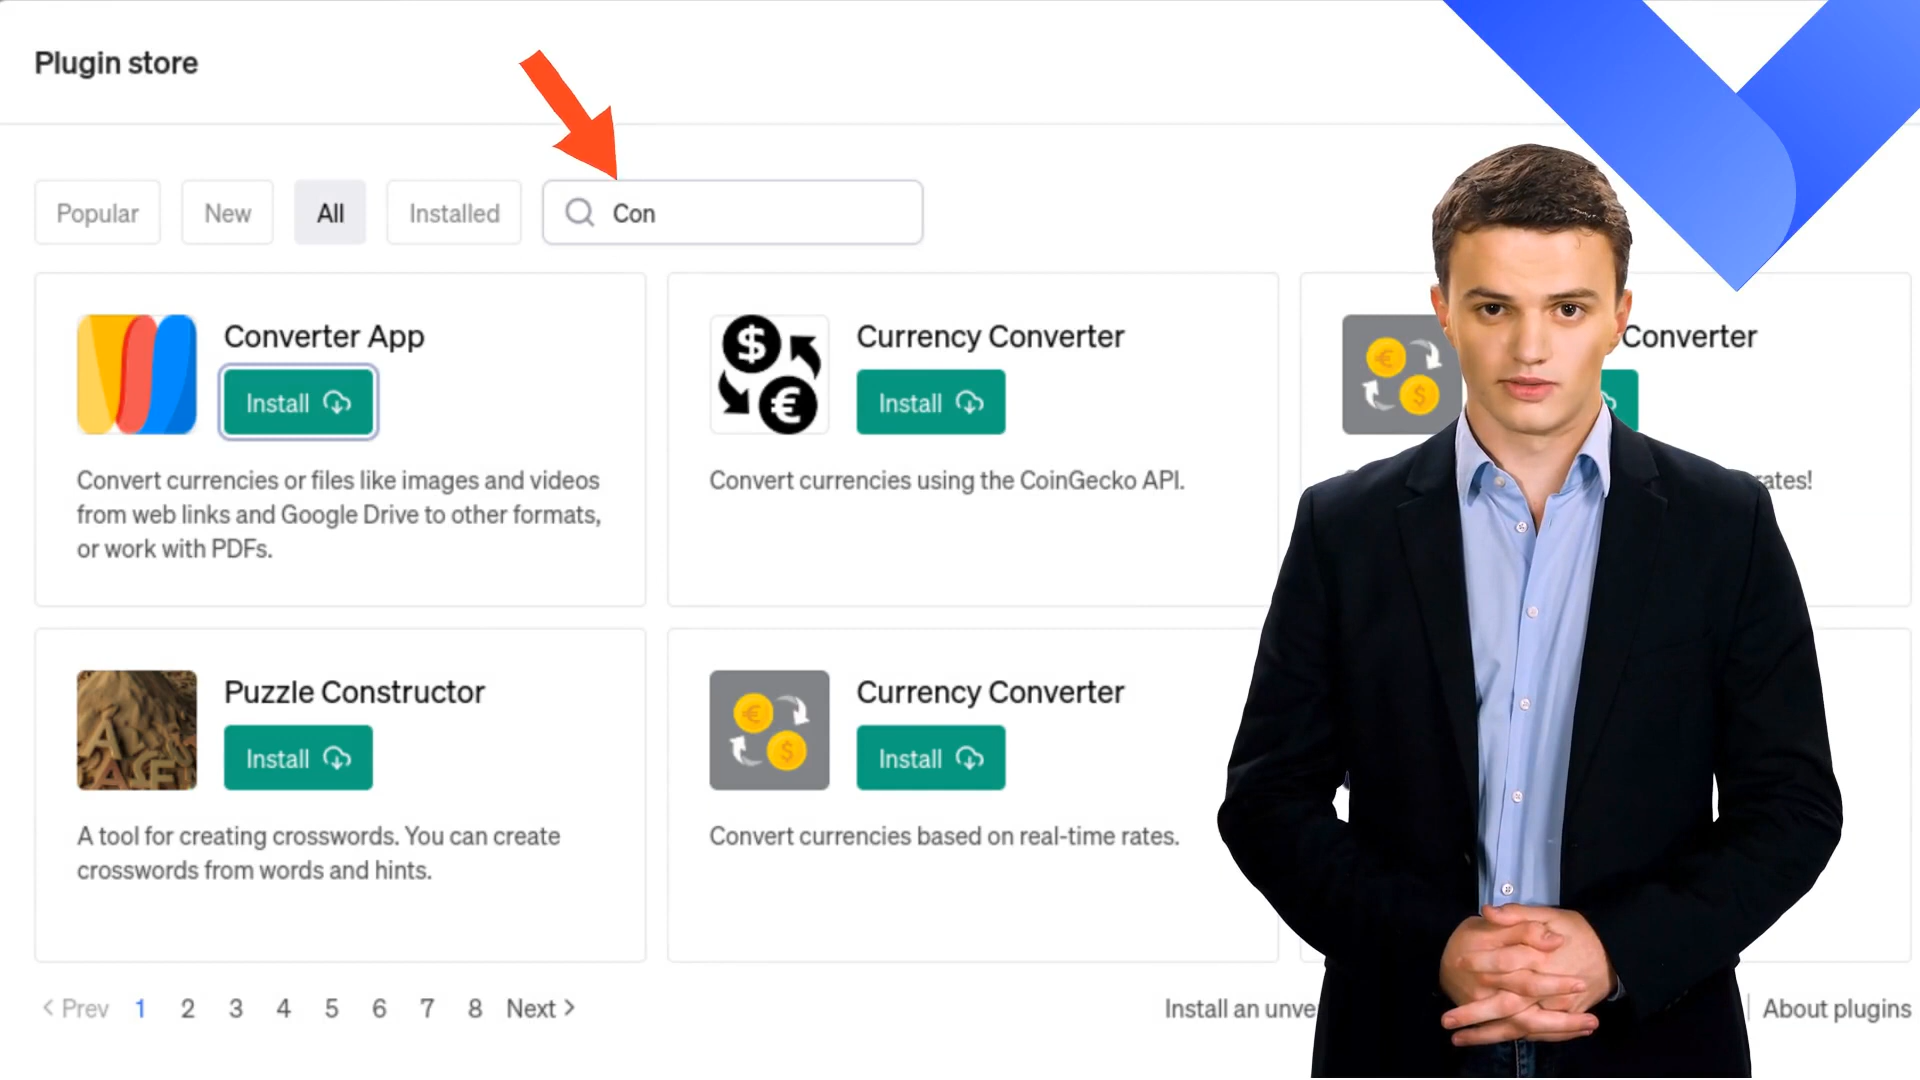 Plugin store
Popular
New
All
Installed
Con
Converter App
Install
Convert currencies or files like images and videos
from web links and Google Drive to other formats,
or work with PDFs.
Currency Converter
Install
Convert currencies using the CoinGecko API.
Converter
rates!
Puzzle Constructor
Install
A tool for creating crosswords. You can create
crosswords from words and hints.
Currency Converter
Install
Convert currencies based on real-time rates.
< Prev 1 2 3 4 5 6 7 8 Next >
Install an unve
About plugins